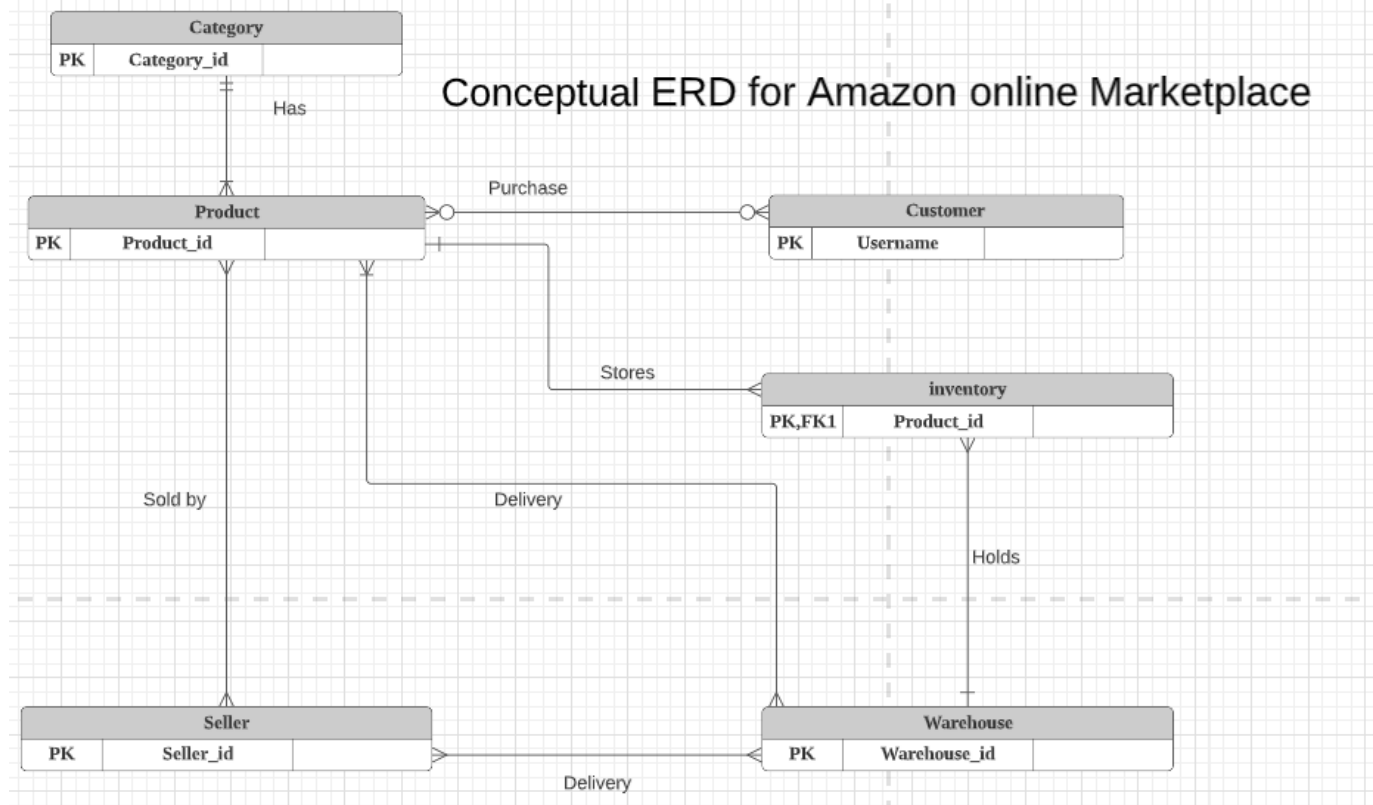 Category
PK Category_id
Has
Conceptual ERD for Amazon online Marketplace
Purchase
Product
PK Product_id
Customer
PK Username
Stores
inventory
PK,FK1 Product_id
Sold by
Delivery
Holds
Seller
PK Seller_id
Warehouse
PK Warehouse_id
Delivery